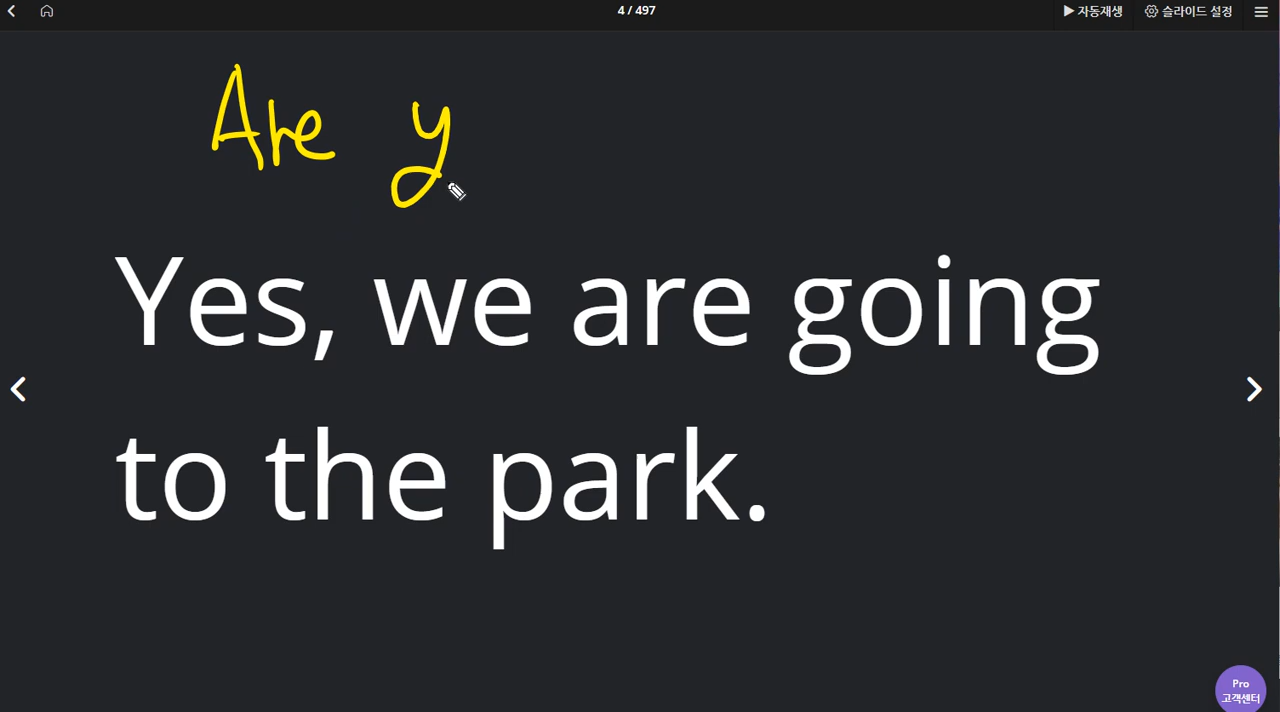 4 / 497
▶ 자동재생
슬라이드 설정
Are y
Yes, we are going
to the park.
Pro
고객센터